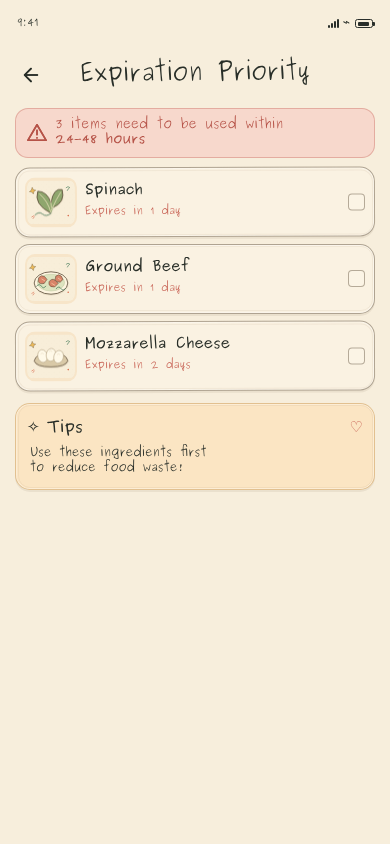 9:41
Expiration Priority
3 items need to be used within
24-48 hours
Spinach
Expires in 1 day
Ground Beef
Expires in 1 day
Mozzarella Cheese
Expires in 2 days
Tips
Use these ingredients first
to reduce food waste!